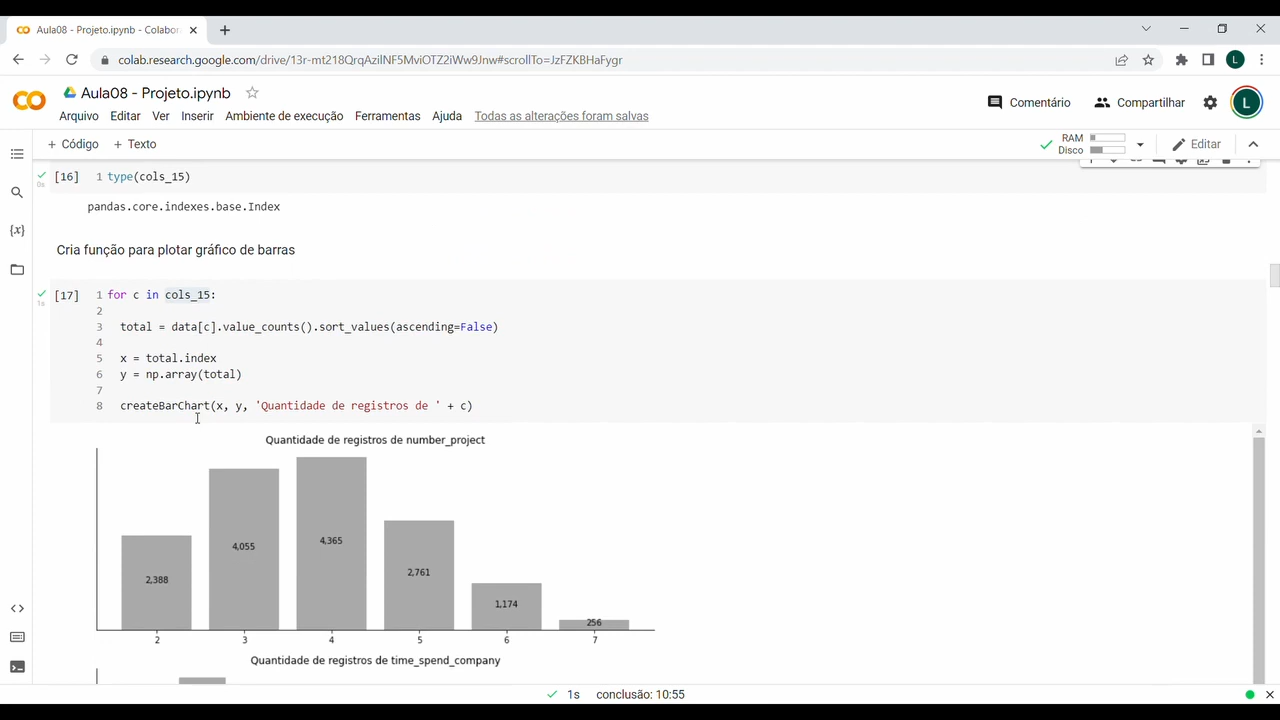 Aula08 - Projeto.ipynb - Colabor
colab.research.google.com/drive/13r-mt218QrqAzilNF5MviOTZ2iWw9Jnw#scrollTo=JzFZKBHaFygr
L
Aula08 - Projeto.ipynb
Comentário
Compartilhar
L
Arquivo Editar Ver Inserir Ambiente de execução Ferramentas Ajuda Todas as alterações foram salvas
+ Código + Texto
RAM
Disco
Editar
[16] 1 type(cols_15)
0s
pandas.core.indexes.base.Index
Cria função para plotar gráfico de barras
[17] 1 for c in cols_15:
1s
2
3 total = data[c].value_counts().sort_values(ascending=False)
4
5 x = total.index
6 y = np.array(total)
7
8 createBarChart(x, y, 'Quantidade de registros de ' + c)
Quantidade de registros de number_project
2,388
4,055
4,365
2,761
1,174
256
2 3 4 5 6 7
Quantidade de registros de time_spend_company
1s conclusão: 10:55